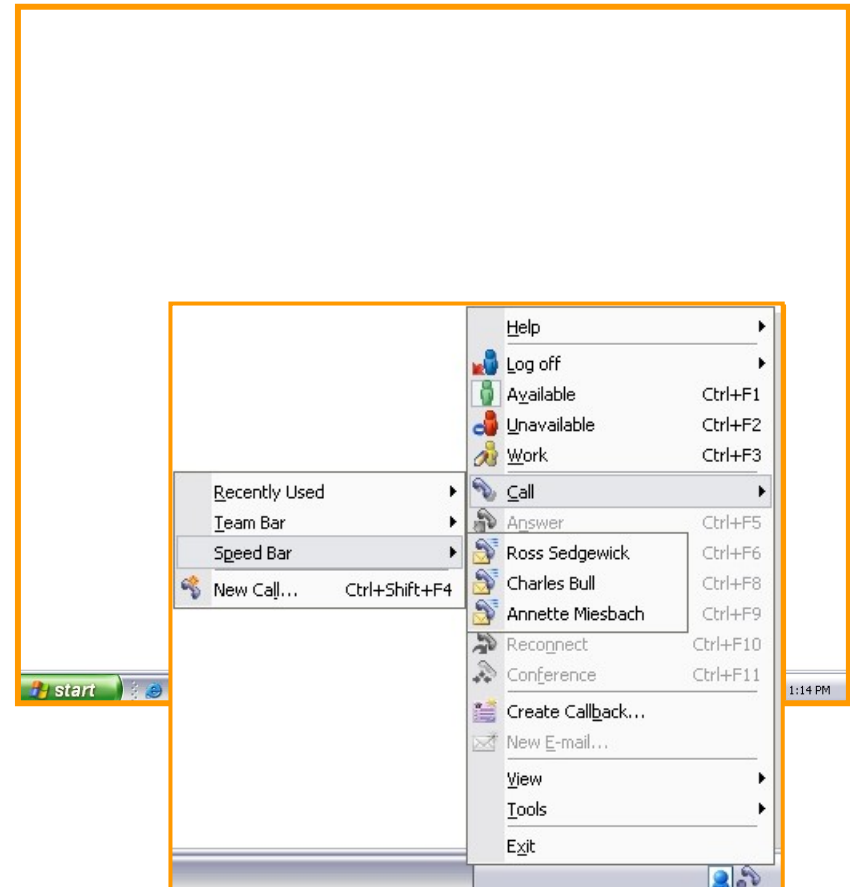 Help
Log off
Available Ctrl+F1
Unavailable Ctrl+F2
Work Ctrl+F3
Recently Used
Call
Team Bar
Answer Ctrl+F5
Speed Bar
Ross Sedgewick Ctrl+F6
New Call... Ctrl+Shift+F4
Charles Bull Ctrl+F8
Annette Miesbach Ctrl+F9
Reconnect Ctrl+F10
Conference Ctrl+F11
start
1:14 PM
Create Callback...
New E-mail...
View
Tools
Exit